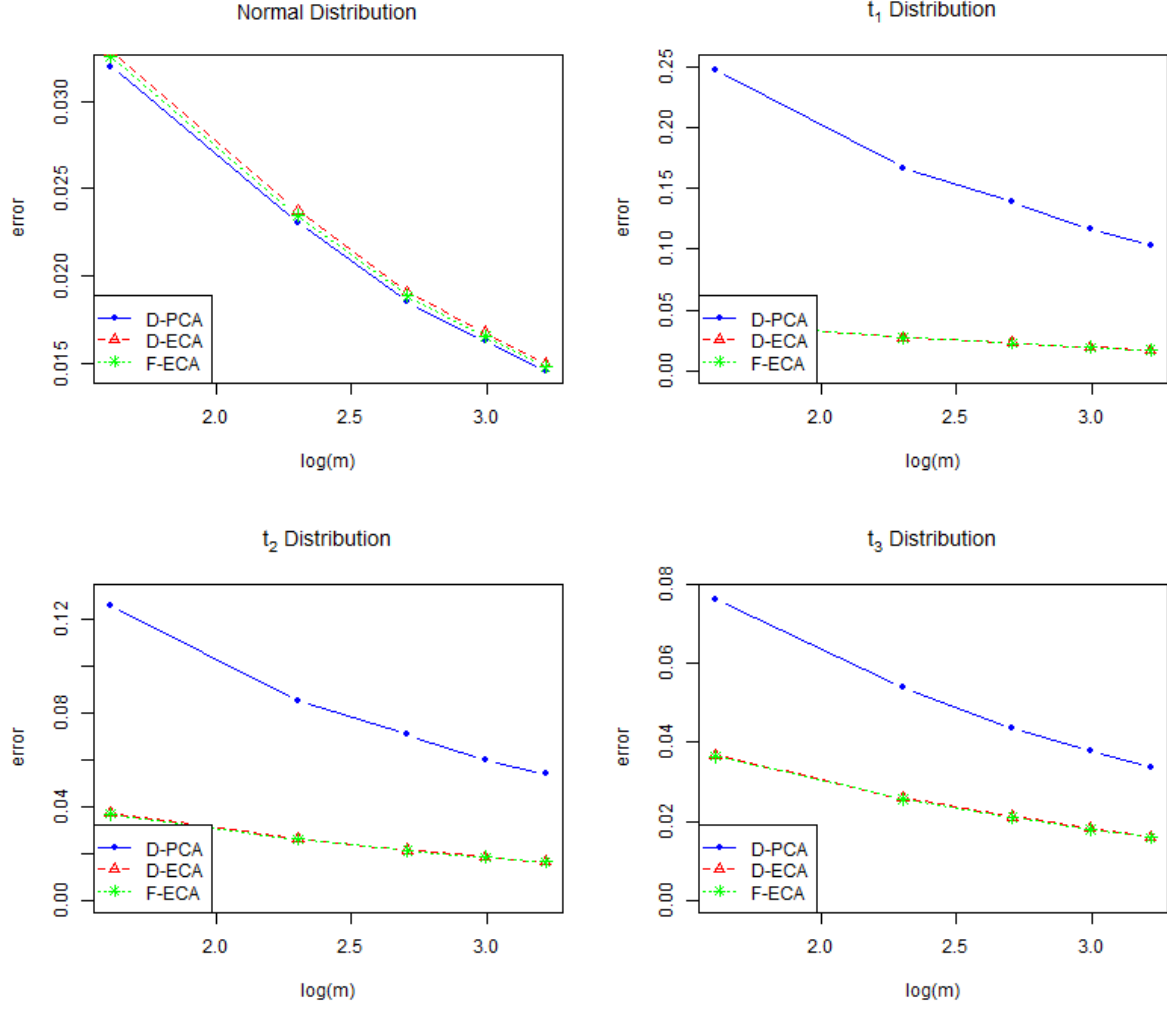 Normal Distribution
error
0.015
0.020
0.025
0.030
D-PCA
D-ECA
F-ECA
2.0 2.5 3.0
log(m)
t₁ Distribution
error
0.00
0.05
0.10
0.15
0.20
0.25
D-PCA
D-ECA
F-ECA
2.0 2.5 3.0
log(m)
t₂ Distribution
error
0.00
0.04
0.08
0.12
D-PCA
D-ECA
F-ECA
2.0 2.5 3.0
log(m)
t₃ Distribution
error
0.00
0.02
0.04
0.06
0.08
D-PCA
D-ECA
F-ECA
2.0 2.5 3.0
log(m)